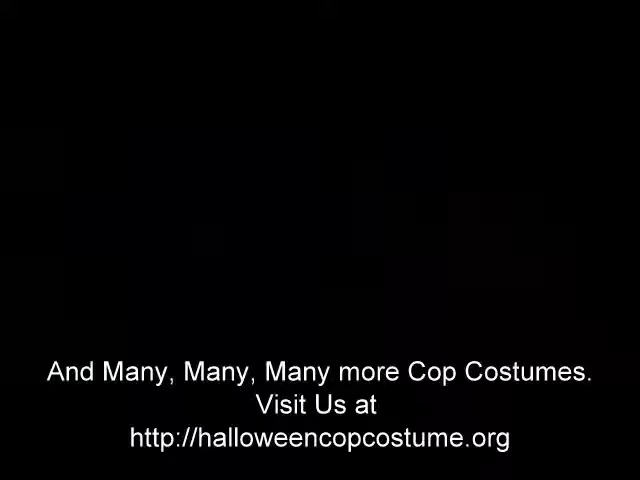 And Many, Many, Many more Cop Costumes.
Visit Us at
http://halloweencopcostume.org